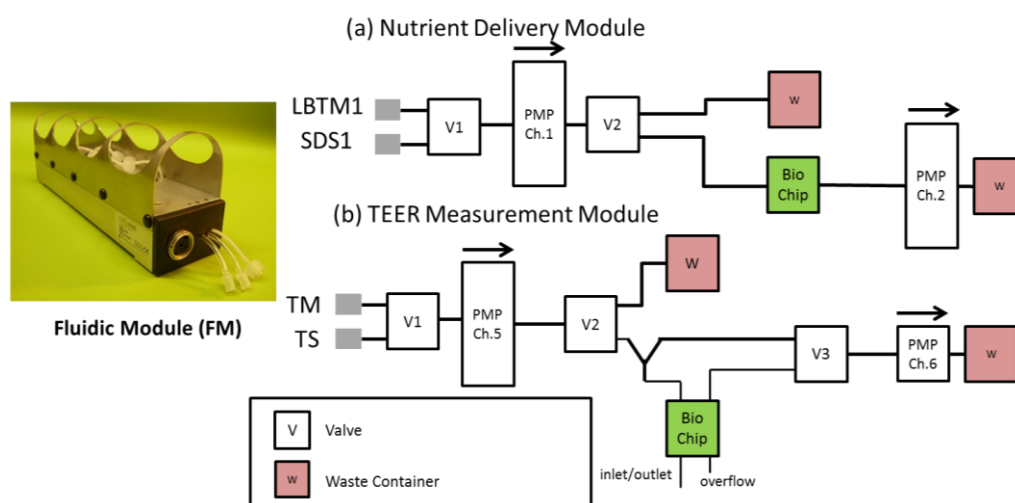 (a) Nutrient Delivery Module
LBTM1
SDS1
V1
PMP
Ch.1
V2
W
Bio
Chip
PMP
Ch.2
W
Fluidic Module (FM)
(b) TEER Measurement Module
TM
TS
V1
PMP
Ch.5
V2
W
V3
PMP
Ch.6
W
Bio
Chip
inlet/outlet
overflow
V
Valve
W
Waste Container